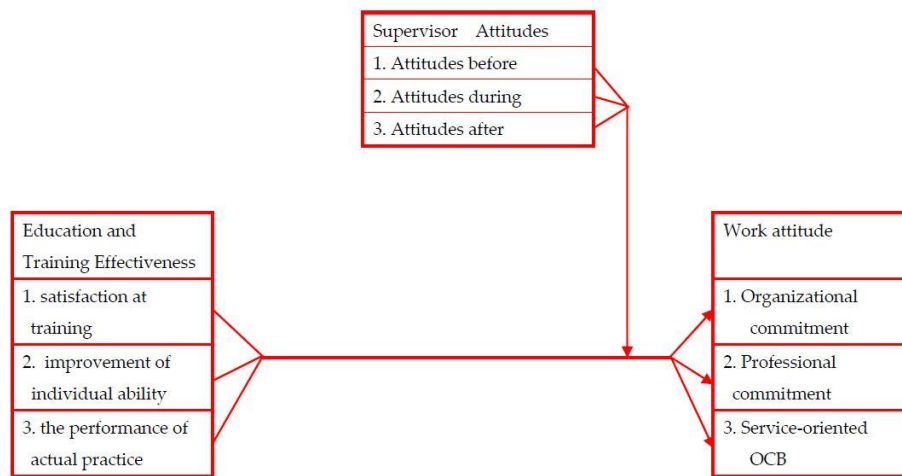 Supervisor Attitudes
1. Attitudes before
2. Attitudes during
3. Attitudes after
Education and
Training Effectiveness
1. satisfaction at
training
2. improvement of
individual ability
3. the performance of
actual practice
Work attitude
1. Organizational
commitment
2. Professional
commitment
3. Service-oriented
OCB